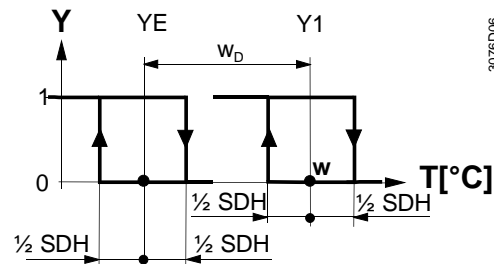 Y YE Y1
w_D
1
0
w
T[°C]
½ SDH ½ SDH
½ SDH ½ SDH
3076D06